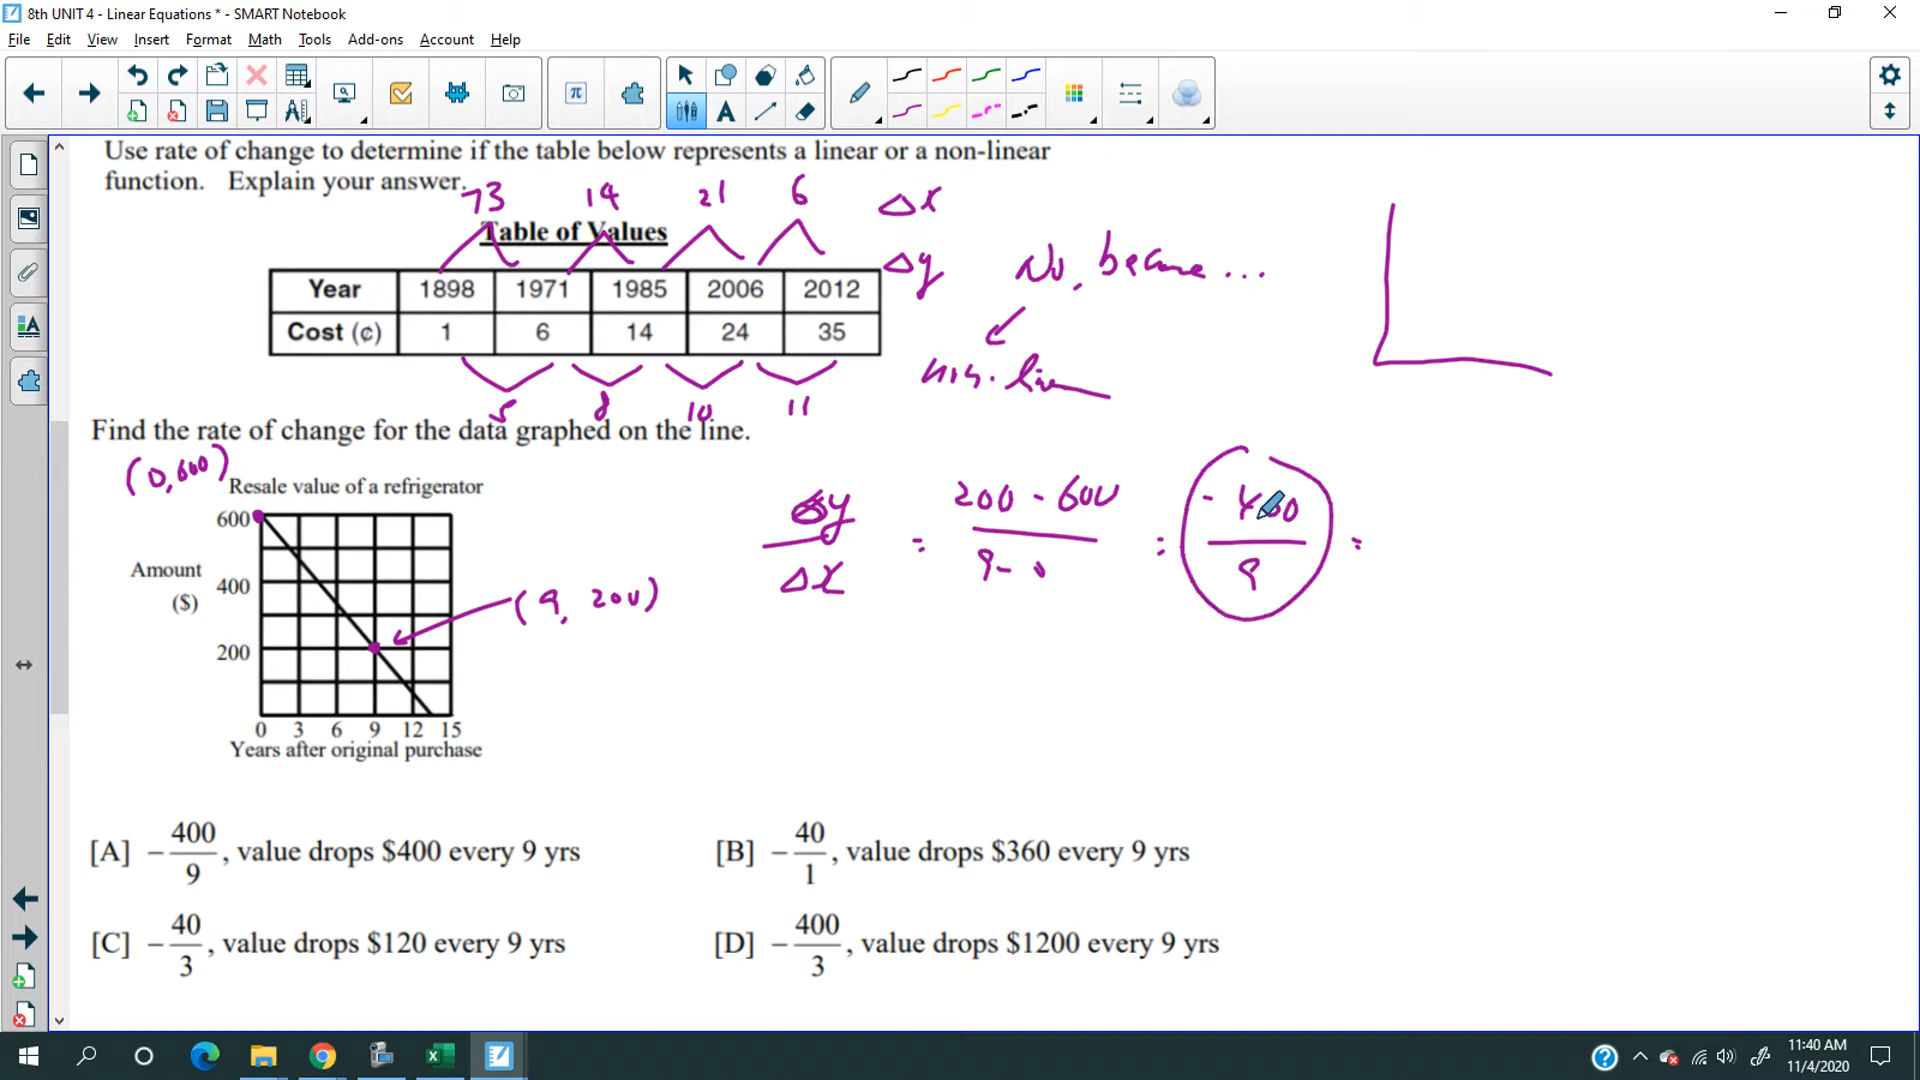 8th UNIT 4 - Linear Equations * - SMART Notebook
File Edit View Insert Format Math Tools Add-ons Account Help
Use rate of change to determine if the table below represents a linear or a non-linear
function. Explain your answer.
73 14 21 6 Δx
Table of Values
Δy No, because...
Year 1898 1971 1985 2006 2012
Cost (¢) 1 6 14 24 35
5 8 10 11
Find the rate of change for the data graphed on the line.
(0,600)
Resale value of a refrigerator
600
400
200
Amount
($)
0 3 6 9 12 15
Years after original purchase
(9, 200)
Δy
Δx
=
200 - 600
9 - 0
=
- 400
9
=
[A] −400/9, value drops $400 every 9 yrs
[B] −40/1, value drops $360 every 9 yrs
[C] −40/3, value drops $120 every 9 yrs
[D] −400/3, value drops $1200 every 9 yrs
11:40 AM
11/4/2020